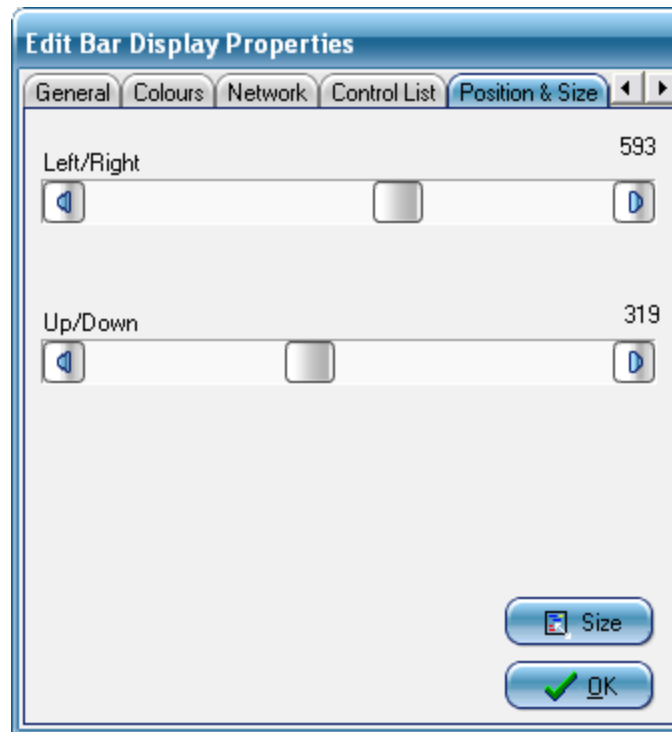 Edit Bar Display Properties
General Colours Network Control List Position & Size
593
Left/Right
319
Up/Down
Size
OK